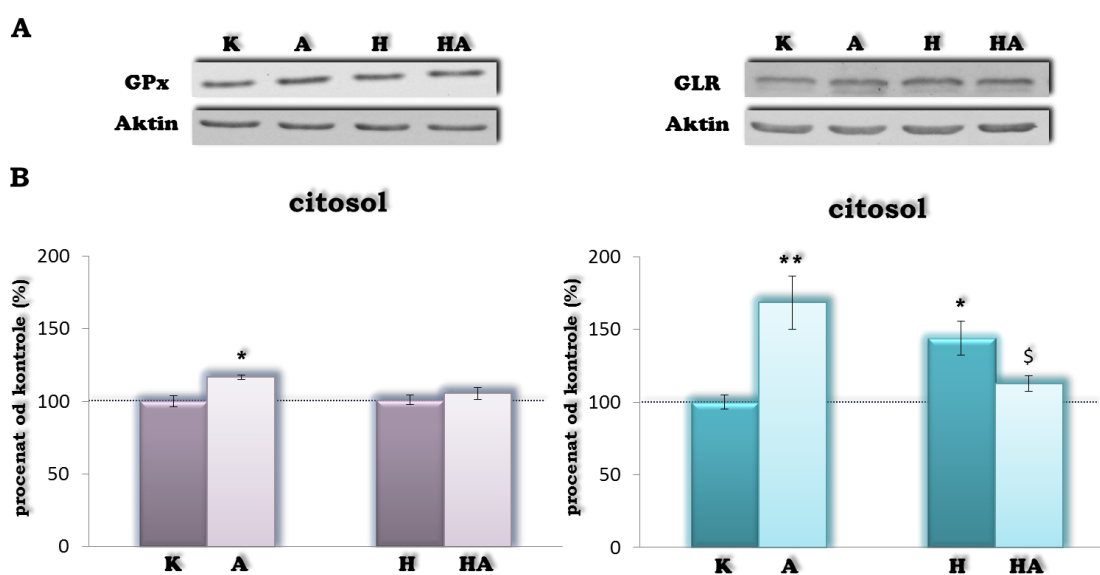 A
K A H HA
GPx
Aktin
K A H HA
GLR
Aktin
B
citosol
procenat od kontrole (%)
200
150
100
50
0
*
K A H HA
citosol
procenat od kontrole (%)
200
150
100
50
0
**
*
$
K A H HA